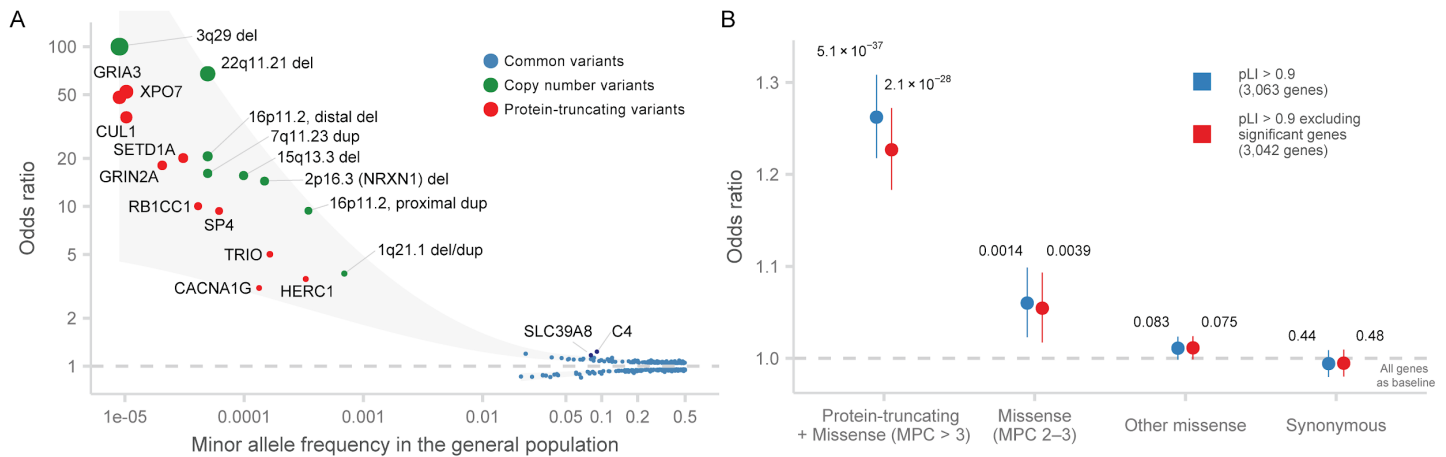 A
Odds ratio
100
50
20
10
5
2
1
3q29 del
22q11.21 del
GRIA3
XPO7
CUL1
16p11.2, distal del
7q11.23 dup
SETD1A
15q13.3 del
GRIN2A
2p16.3 (NRXN1) del
RB1CC1
16p11.2, proximal dup
SP4
TRIO
1q21.1 del/dup
CACNA1G
HERC1
SLC39A8
C4
Common variants
Copy number variants
Protein-truncating variants
1e-05
0.0001
0.001
0.01
0.05
0.1
0.2
0.5
Minor allele frequency in the general population
B
Odds ratio
1.3
1.2
1.1
1.0
5.1 × 10⁻³⁷
2.1 × 10⁻²⁸
0.0014
0.0039
0.083
0.075
0.44
0.48
pLI > 0.9
(3,063 genes)
pLI > 0.9 excluding
significant genes
(3,042 genes)
All genes
as baseline
Protein-truncating
+ Missense (MPC > 3)
Missense
(MPC 2–3)
Other missense
Synonymous